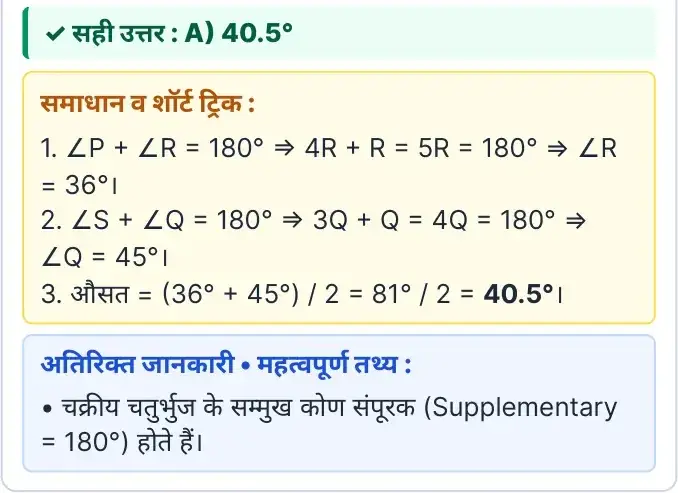 ✓ सही उत्तर : A) 40.5°
समाधान व शॉर्ट ट्रिक :
1. ∠P + ∠R = 180° ⇒ 4R + R = 5R = 180° ⇒ ∠R
= 36°।
2. ∠S + ∠Q = 180° ⇒ 3Q + Q = 4Q = 180° ⇒
∠Q = 45°।
3. औसत = (36° + 45°) / 2 = 81° / 2 = 40.5°।
अतिरिक्त जानकारी • महत्वपूर्ण तथ्य :
• चक्रीय चतुर्भुज के सम्मुख कोण संपूरक (Supplementary
= 180°) होते हैं।